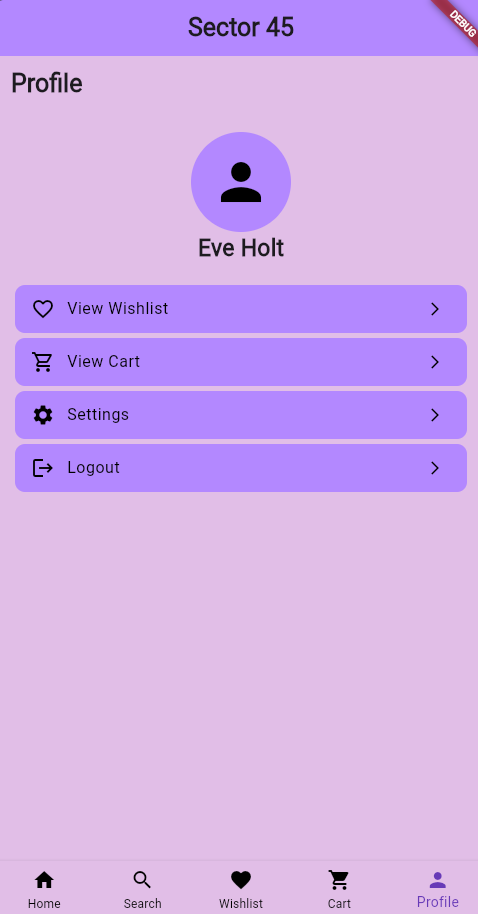 Sector 45
DEBUG
Profile
Eve Holt
View Wishlist
View Cart
Settings
Logout
Home
Search
Wishlist
Cart
Profile